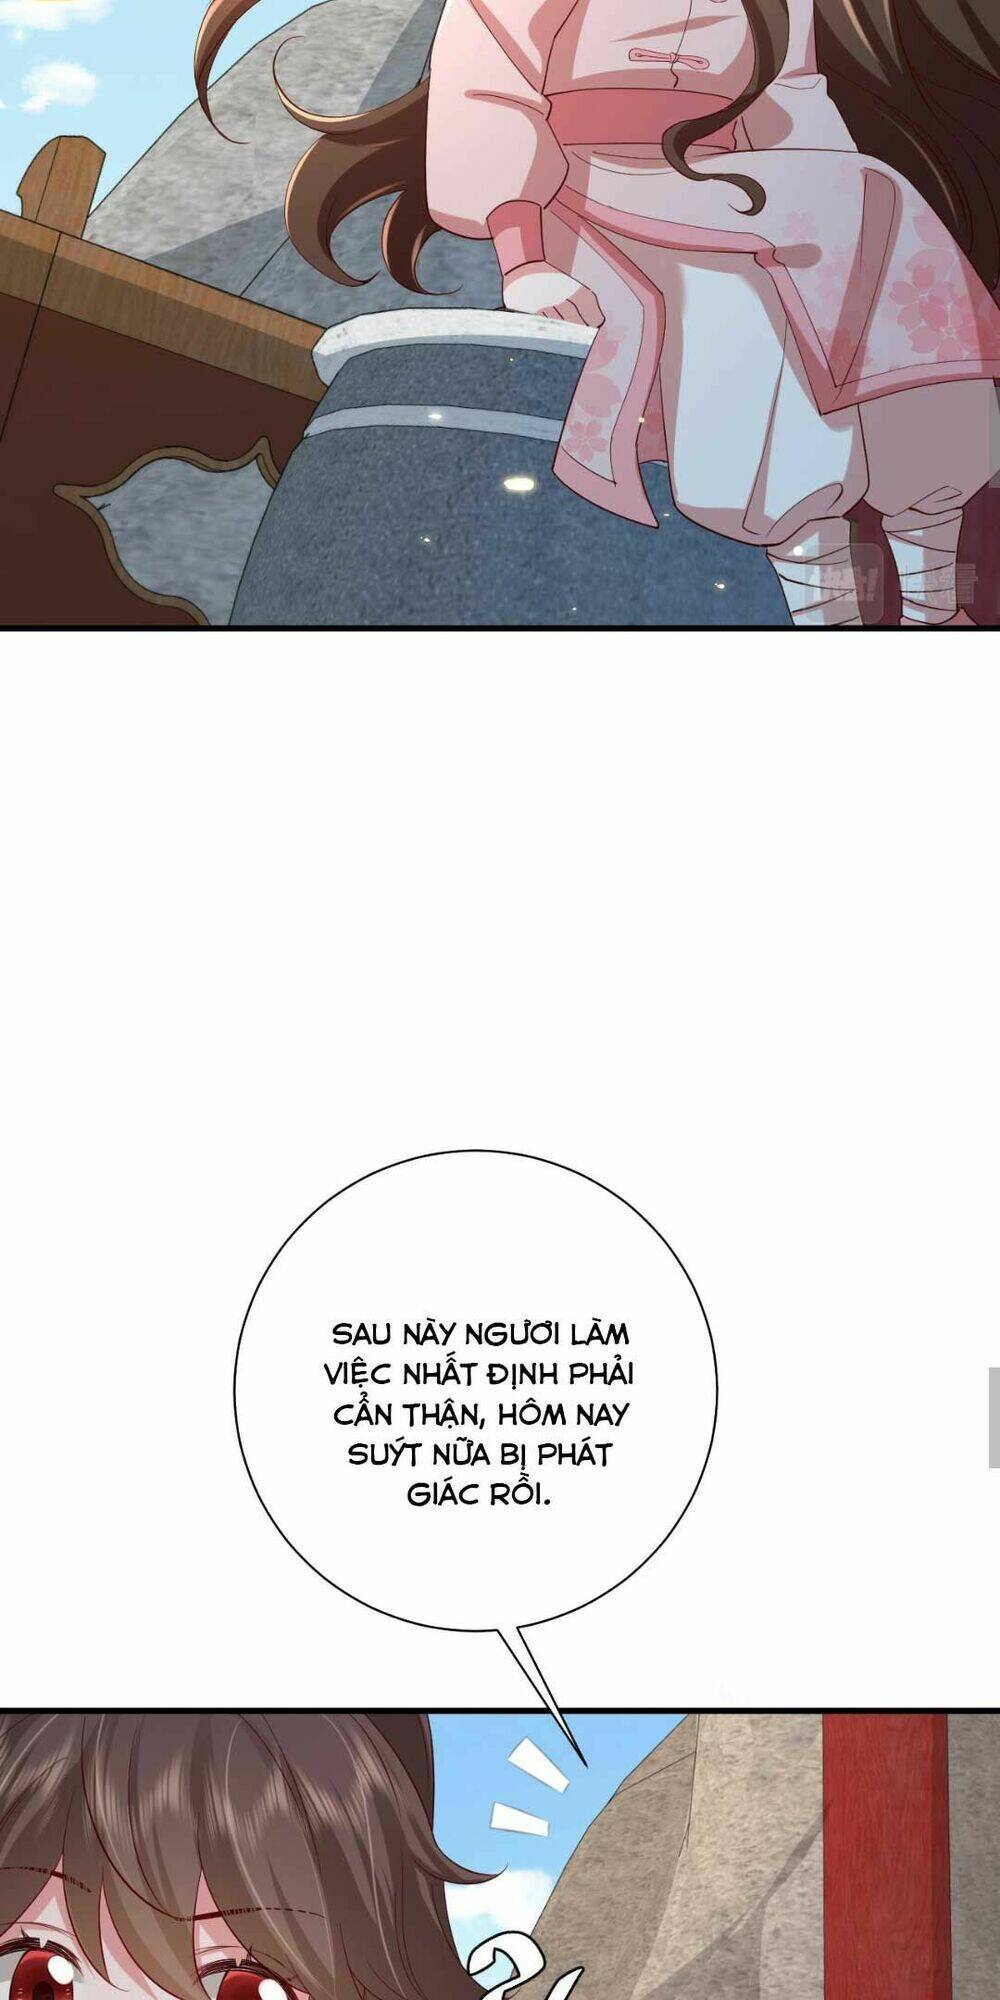 SAU NÀY NGƯƠI LÀM
VIỆC NHẤT ĐỊNH PHẢI
CẨN THẬN, HÔM NAY
SUÝT NỮA BỊ PHÁT
GIÁC RỒI.